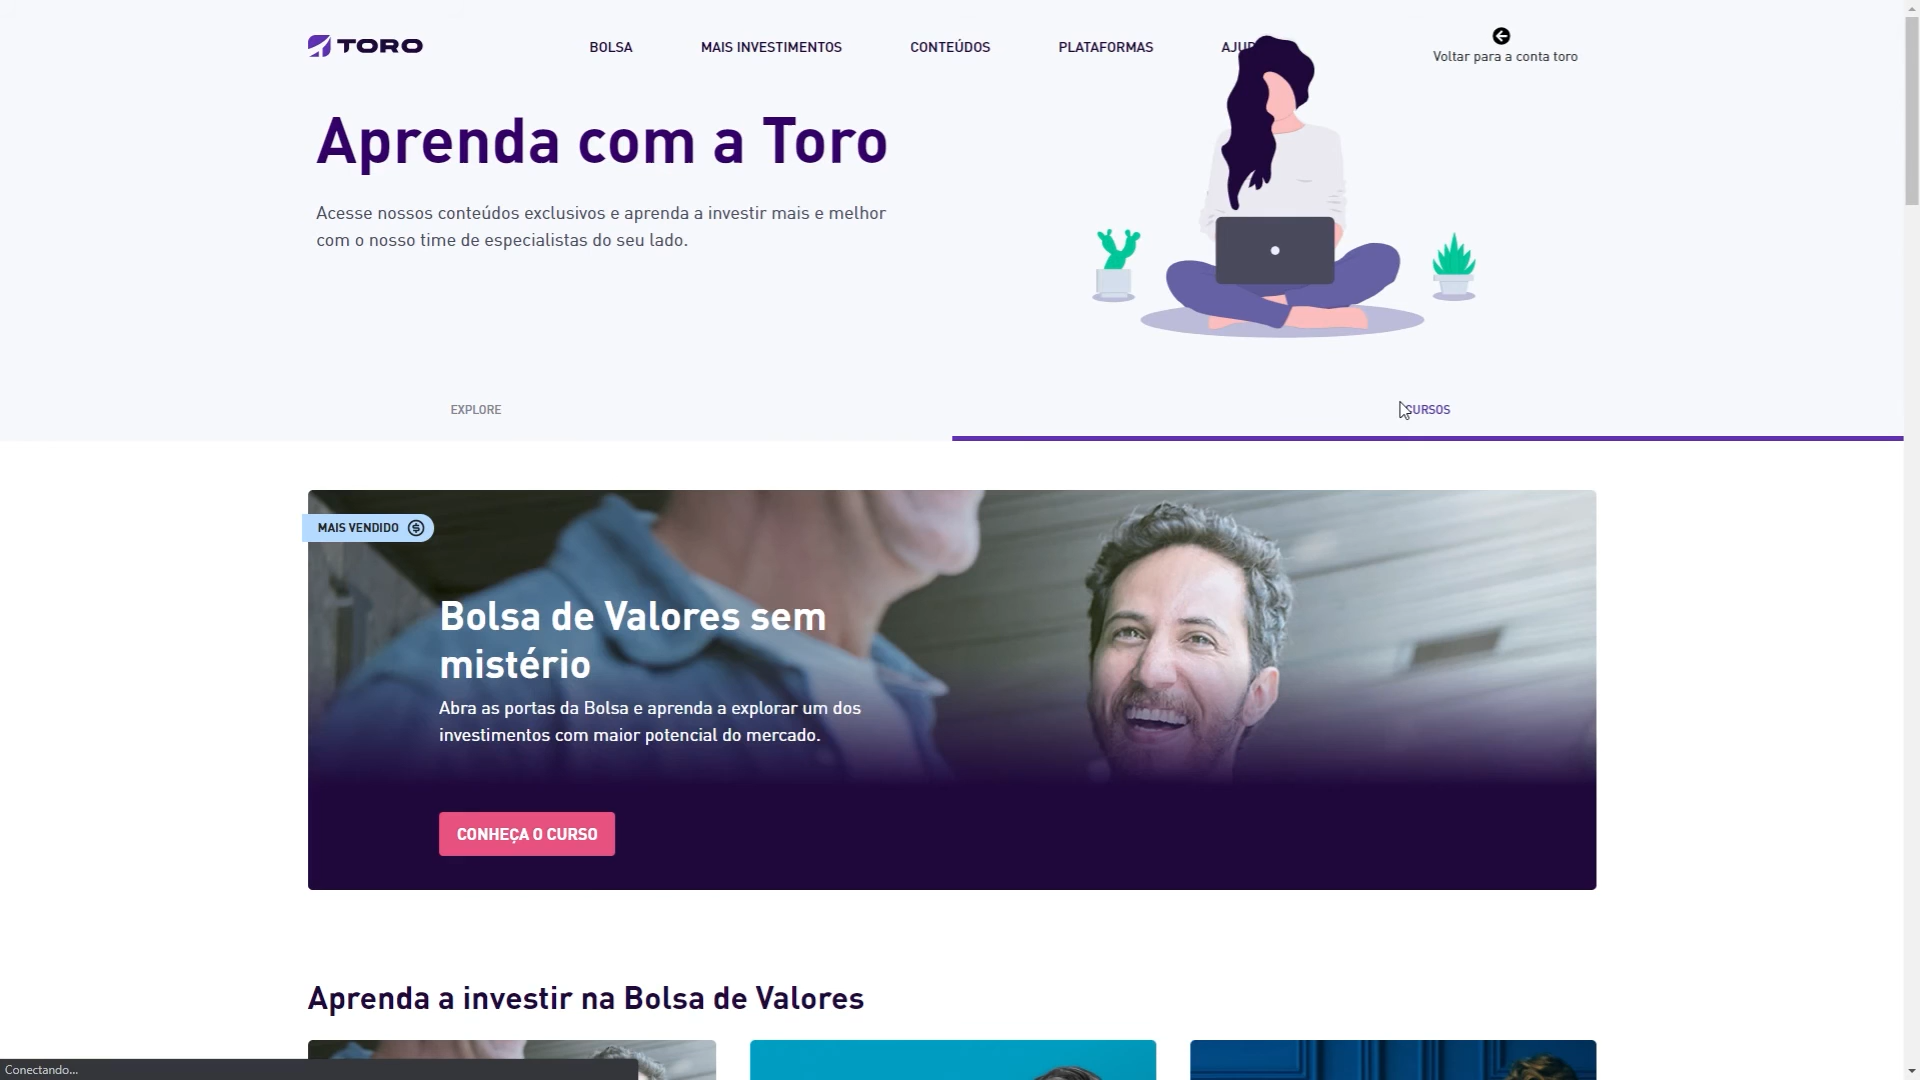 TORO
BOLSA
MAIS INVESTIMENTOS
CONTEÚDOS
PLATAFORMAS
Voltar para a conta toro
Aprenda com a Toro
Acesse nossos conteúdos exclusivos e aprenda a investir mais e melhor
com o nosso time de especialistas do seu lado.
EXPLORE
CURSOS
MAIS VENDIDO
Bolsa de Valores sem
mistério
Abra as portas da Bolsa e aprenda a explorar um dos
investimentos com maior potencial do mercado.
CONHEÇA O CURSO
Aprenda a investir na Bolsa de Valores
Conectando...